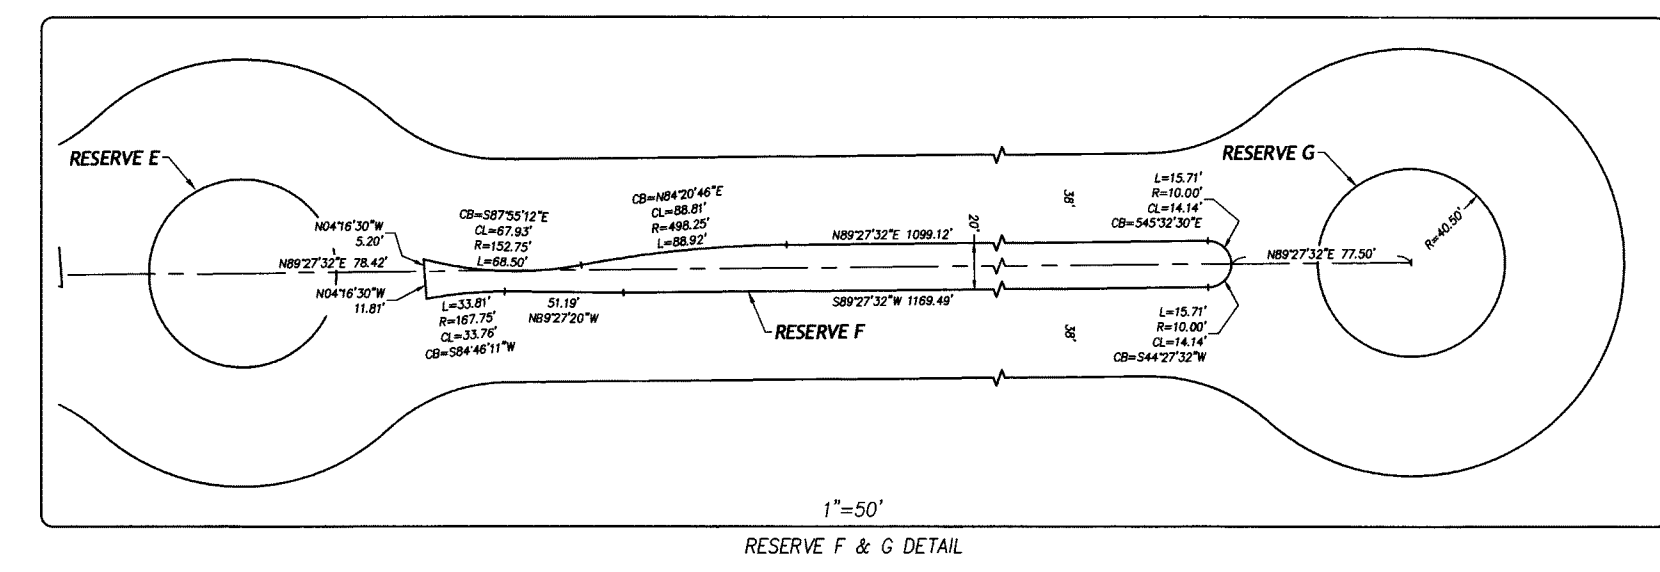 RESERVE E
N04°16'30"W
5.20'
N89°27'32"E 78.42'
N04°16'30"W
11.81'
CB=S87°55'12"E
CL=67.93'
R=152.75'
L=68.50'
CB=N84°20'46"E
CL=88.81'
R=498.25'
L=88.92'
L=33.81'
R=167.75'
CL=33.76'
CB=S84°46'11"W
51.19'
N89°27'20"W
N89°27'32"E 1099.12'
20'
S89°27'32"W 1169.49'
RESERVE F
38'
38'
L=15.71'
R=10.00'
CL=14.14'
CB=S45°32'30"E
N89°27'32"E 77.50'
L=15.71'
R=10.00'
CL=14.14'
CB=S44°27'32"W
RESERVE G
R=40.50'
1"=50'
RESERVE F & G DETAIL